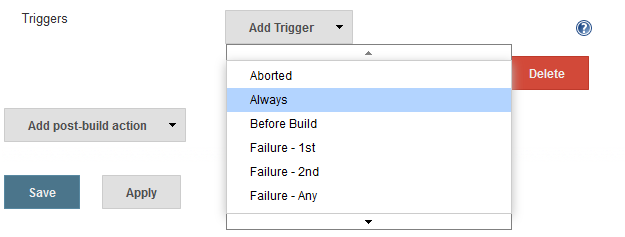 Triggers
Add Trigger
?
Aborted
Delete
Always
Before Build
Add post-build action
Failure - 1st
Failure - 2nd
Failure - Any
Save
Apply